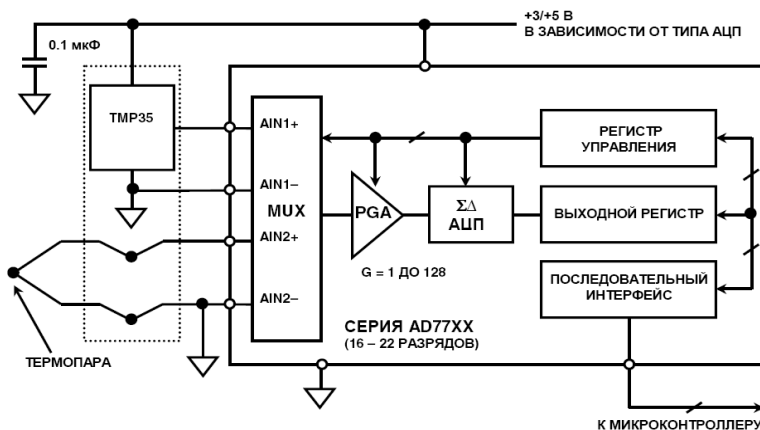 +3/+5 В
В ЗАВИСИМОСТИ ОТ ТИПА АЦП
0.1 мкФ
TMP35
AIN1+
AIN1–
MUX
AIN2+
AIN2–
PGA
G = 1 ДО 128
ΣΔ
АЦП
РЕГИСТР
УПРАВЛЕНИЯ
ВЫХОДНОЙ РЕГИСТР
ПОСЛЕДОВАТЕЛЬНЫЙ
ИНТЕРФЕЙС
СЕРИЯ AD77XX
(16 – 22 РАЗРЯДОВ)
ТЕРМОПАРА
К МИКРОКОНТРОЛЛЕРУ